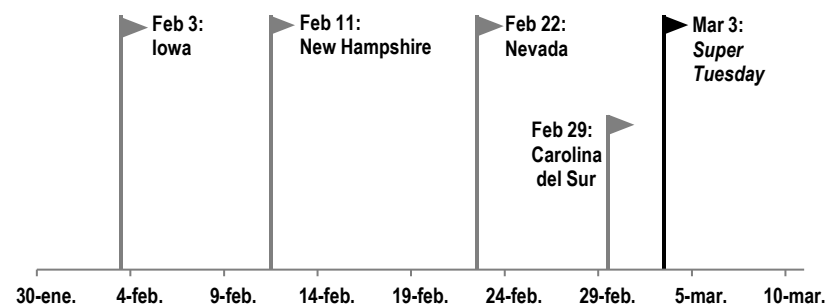 Feb 3:
Iowa
Feb 11:
New Hampshire
Feb 22:
Nevada
Mar 3:
Super
Tuesday
Feb 29:
Carolina
del Sur
30-ene.
4-feb.
9-feb.
14-feb.
19-feb.
24-feb.
29-feb.
5-mar.
10-mar.